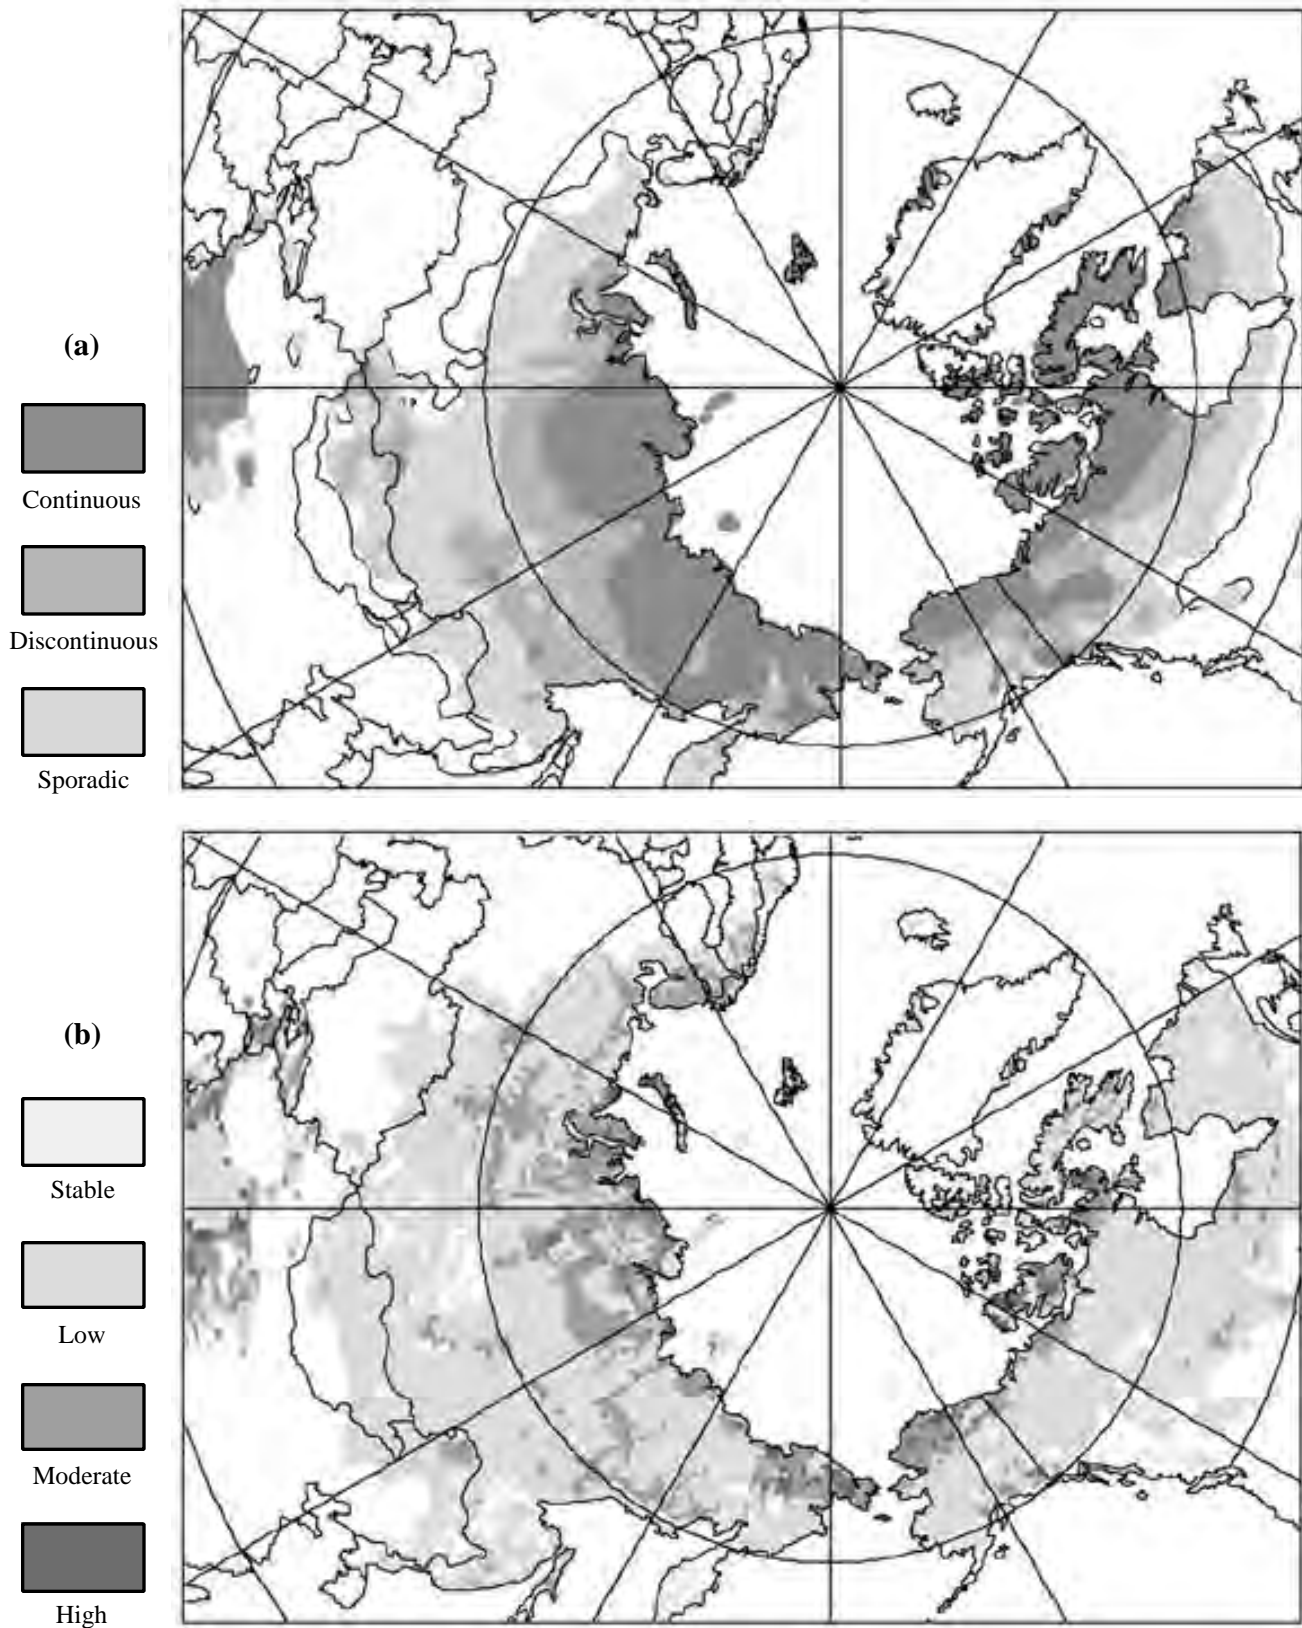 (a)
Continuous
Discontinuous
Sporadic
(b)
Stable
Low
Moderate
High